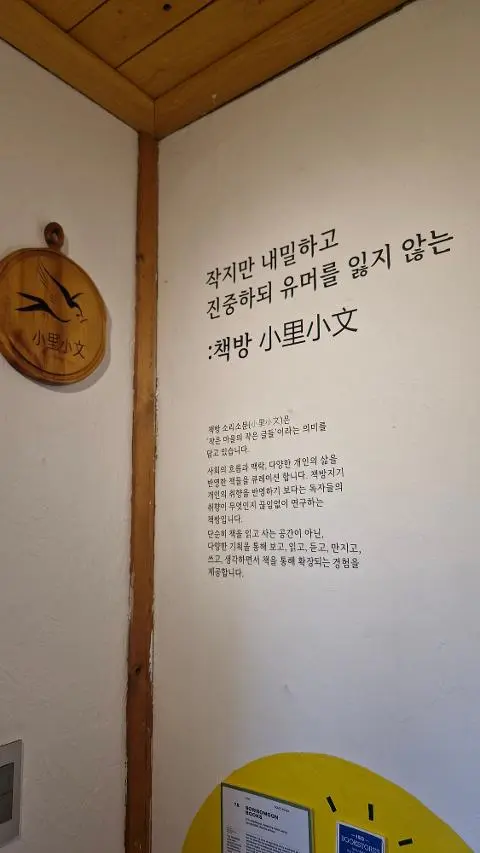 小里小文
작지만 내밀하고
진중하되 유머를 잃지 않는
:책방 小里小文
책방 소리소문(小里小文)은
'작은 마을의 작은 글들'이라는 의미를
담고 있습니다.
사회의 흐름과 맥락, 다양한 개인의 삶을
반영한 책들을 큐레이션 합니다. 책방지기
개인의 취향을 반영하기 보다는 독자들의
취향이 무엇인지 끊임없이 연구하는
책방입니다.
단순히 책을 읽고 사는 공간이 아닌,
다양한 기획을 통해 보고, 읽고, 듣고, 만지고,
쓰고, 생각하면서 책을 통해 확장되는 경험을
제공합니다.
SORISOMOON
BOOKS
150
BOOKSTORES